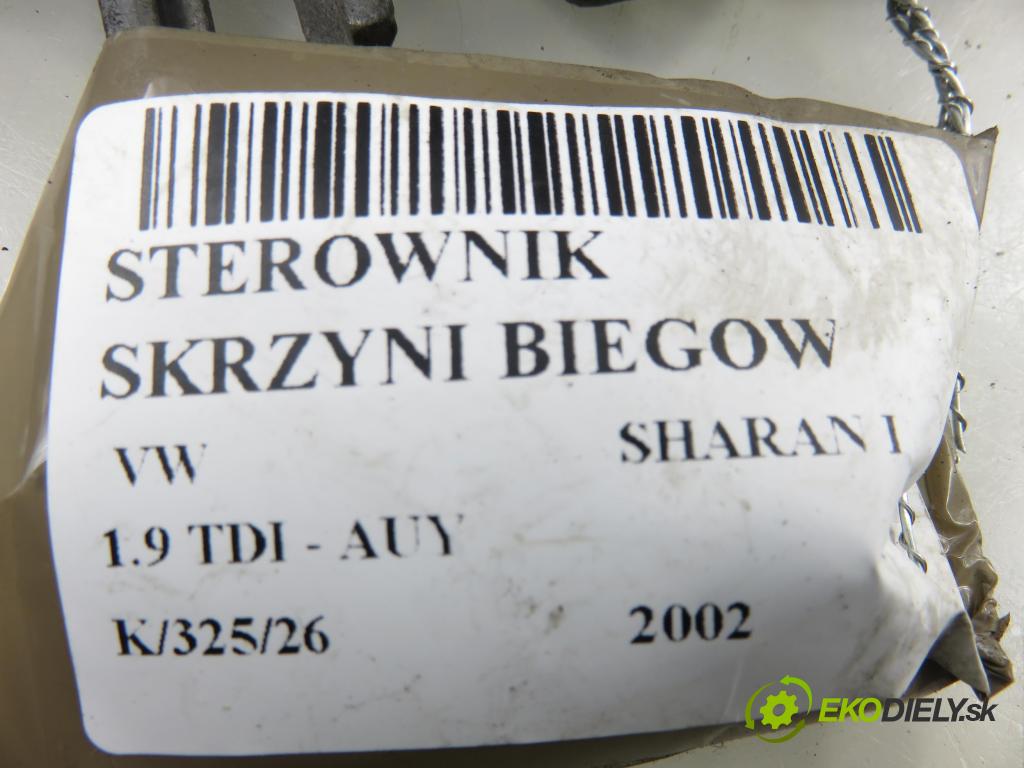 STEROWNIK
SKRZYNI BIEGOW
VW SHARAN I
1.9 TDI - AUY
K/325/26 2002
EKODIELY.sk